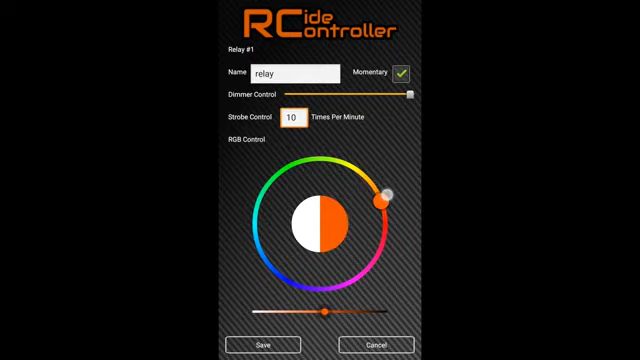 RCide
Controller
Relay #1
Name relay Momentary
Dimmer Control
Strobe Control 10 Times Per Minute
RGB Control
Save Cancel